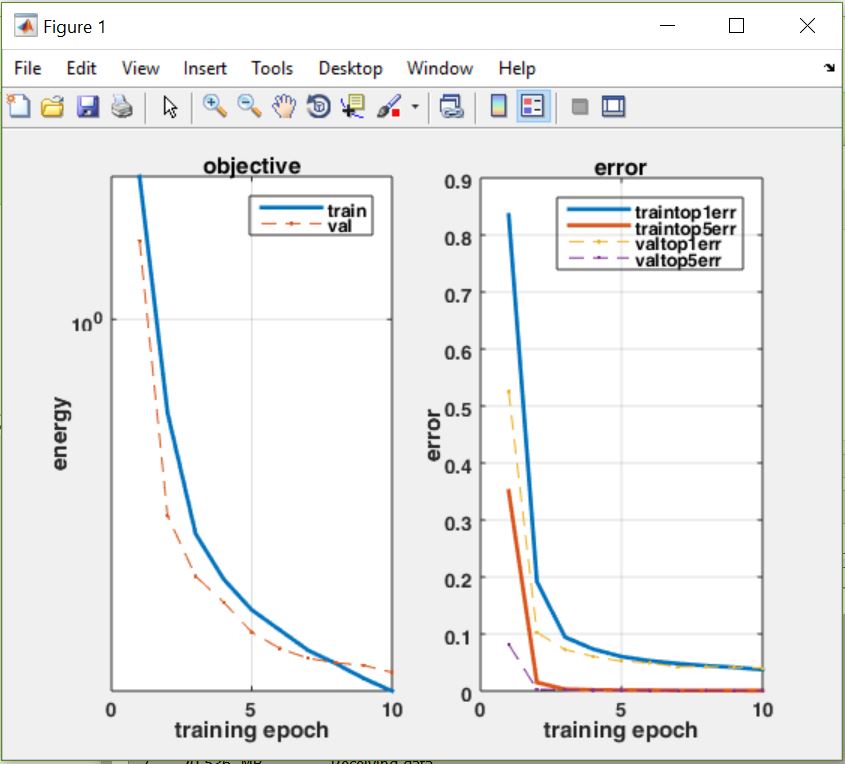 Figure 1
File Edit View Insert Tools Desktop Window Help
objective
train
val
10^0
energy
0 5 10
training epoch
error
traintop1err
traintop5err
valtop1err
valtop5err
0.9
0.8
0.7
0.6
0.5
0.4
0.3
0.2
0.1
0
error
0 5 10
training epoch